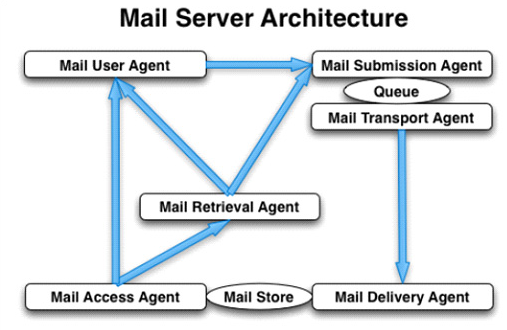 Mail Server Architecture
Mail User Agent
Mail Submission Agent
Queue
Mail Transport Agent
Mail Retrieval Agent
Mail Access Agent
Mail Store
Mail Delivery Agent